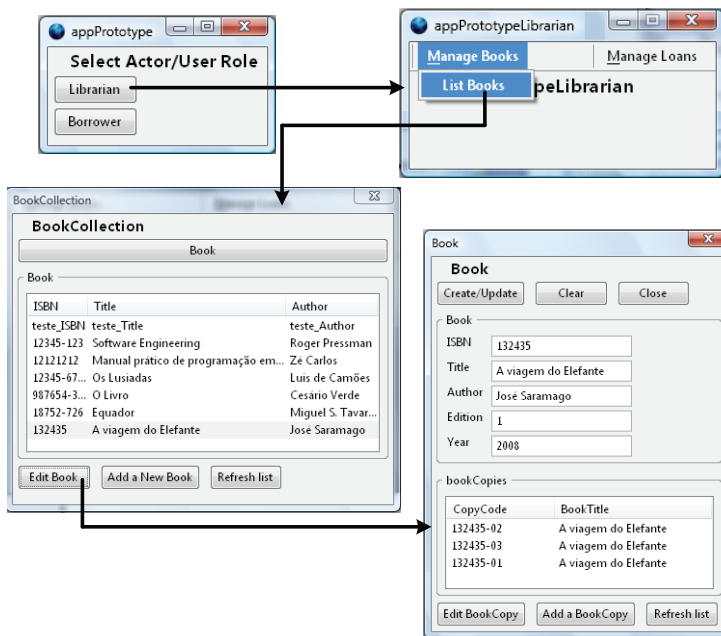 appPrototype
Select Actor/User Role
Librarian
Borrower
appPrototypeLibrarian
Manage Books Manage Loans
List Books peLibrarian
BookCollection
BookCollection
Book
Book
ISBN Title Author
teste_ISBN teste_Title teste_Author
12345-123 Software Engineering Roger Pressman
12121212 Manual prático de programação em... Zé Carlos
12345-67... Os Lusiadas Luis de Camões
987654-3... O Livro Cesário Verde
18752-726 Equador Miguel S. Tavar...
132435 A viagem do Elefante José Saramago
Edit Book Add a New Book Refresh list
Book
Book
Create/Update Clear Close
Book
ISBN 132435
Title A viagem do Elefante
Author José Saramago
Edition 1
Year 2008
bookCopies
CopyCode BookTitle
132435-02 A viagem do Elefante
132435-03 A viagem do Elefante
132435-01 A viagem do Elefante
Edit BookCopy Add a BookCopy Refresh list